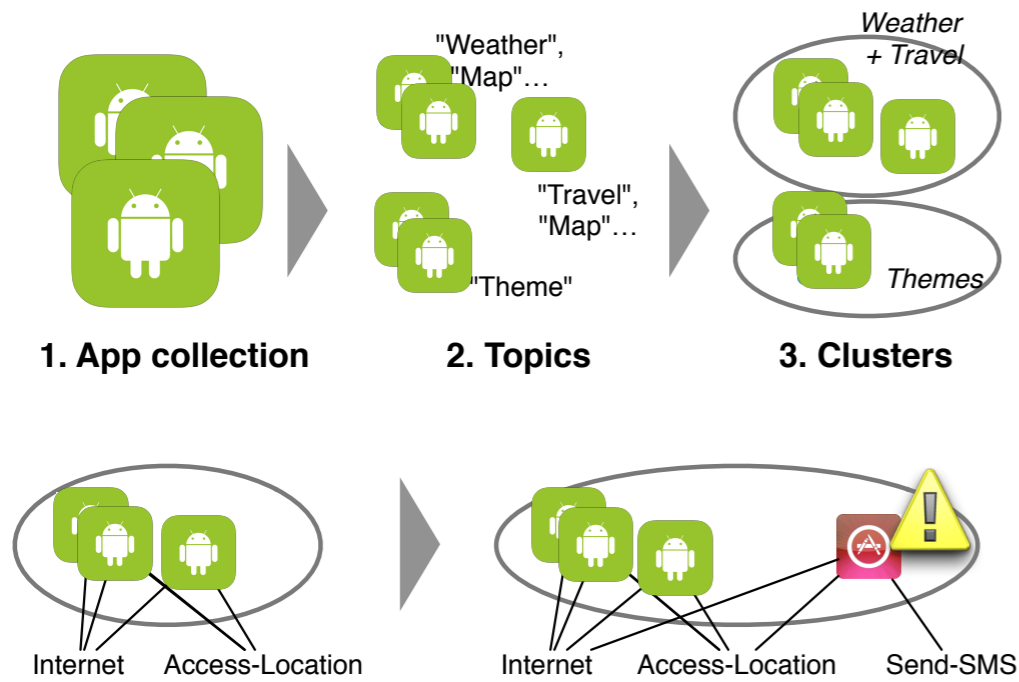 "Weather",
"Map"…
"Travel",
"Map"…
"Theme"
Weather
+ Travel
Themes
1. App collection
2. Topics
3. Clusters
Internet
Access-Location
Internet
Access-Location
Send-SMS